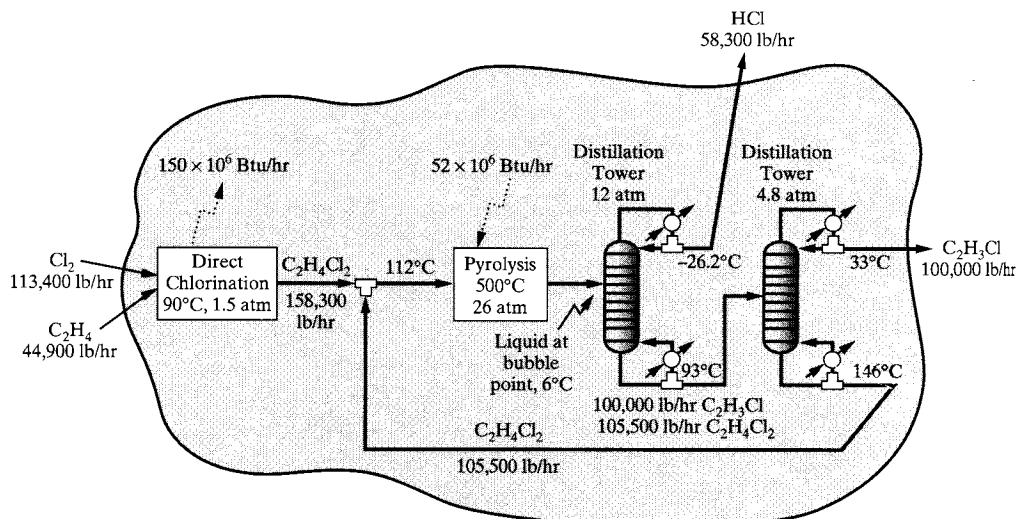 HCl
58,300 lb/hr
150 × 10⁶ Btu/hr
52 × 10⁶ Btu/hr
Distillation
Tower
12 atm
Distillation
Tower
4.8 atm
Cl₂
113,400 lb/hr
C₂H₄
44,900 lb/hr
Direct
Chlorination
90°C, 1.5 atm
C₂H₄Cl₂
158,300
lb/hr
112°C
Pyrolysis
500°C
26 atm
Liquid at
bubble
point, 6°C
–26.2°C
93°C
33°C
C₂H₃Cl
100,000 lb/hr
146°C
100,000 lb/hr C₂H₃Cl
105,500 lb/hr C₂H₄Cl₂
C₂H₄Cl₂
105,500 lb/hr